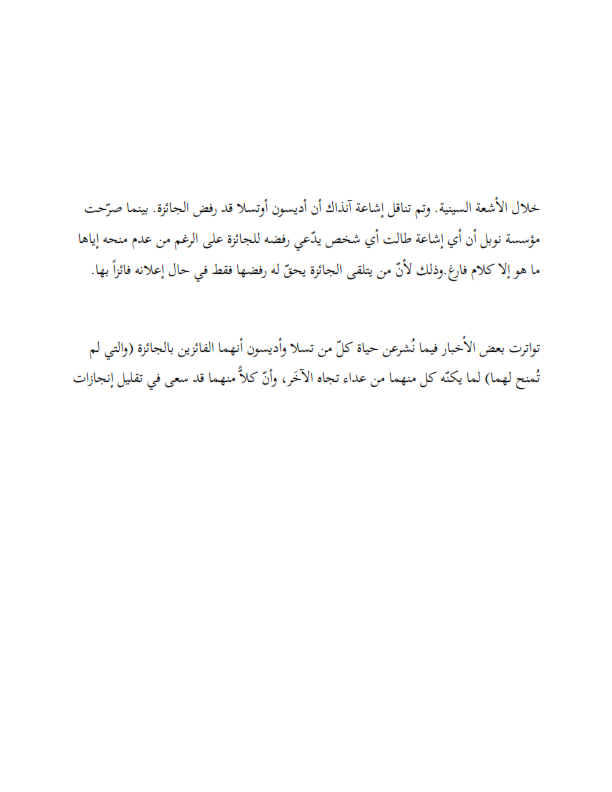 خلال الأشعة السينية. وتم تناقل إشاعة آنذاك أن أديسون أوتسلا قد رفض الجائزة. بينما صرّحت
مؤسسة نوبل أن أي إشاعة طالت أي شخص يدّعي رفضه للجائزة على الرغم من عدم منحه إياها
ما هو إلا كلام فارغ.وذلك لأنّ من يتلقى الجائزة يحقّ له رفضها فقط في حال إعلانه فائزاً بها.
تواترت بعض الأخبار فيما نُشرعن حياة كلّ من تسلا وأديسون أنهما الفائزين بالجائزة (والتي لم
تُمنح لهما) لما يكنّه كل منهما من عداء تجاه الآخَر، وأنّ كلاًّ منهما قد سعى في تقليل إنجازات